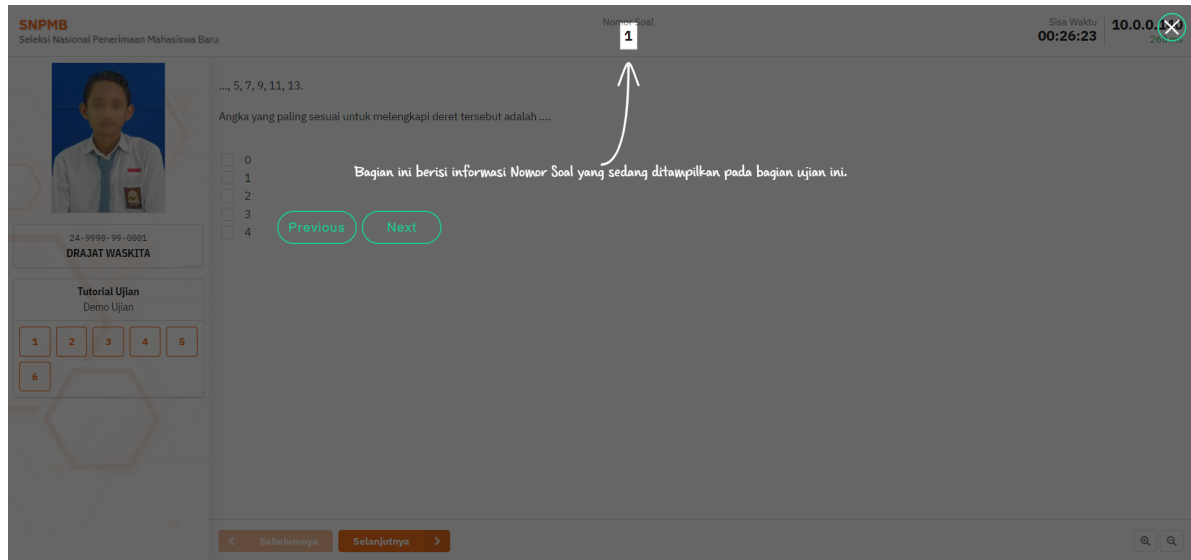 SNPMB
Seleksi Nasional Penerimaan Mahasiswa Baru
Nomor Soal
1
Sisa Waktu
00:26:23
..., 5, 7, 9, 11, 13.
Angka yang paling sesuai untuk melengkapi deret tersebut adalah ....
0
1
2
3
4
Bagian ini berisi informasi Nomor Soal yang sedang ditampilkan pada bagian ujian ini.
Previous
Next
24-9998-99-0001
DRAJAT WASKITA
Tutorial Ujian
Demo Ujian
1 2 3 4 5
6
Sebelumnya
Selanjutnya